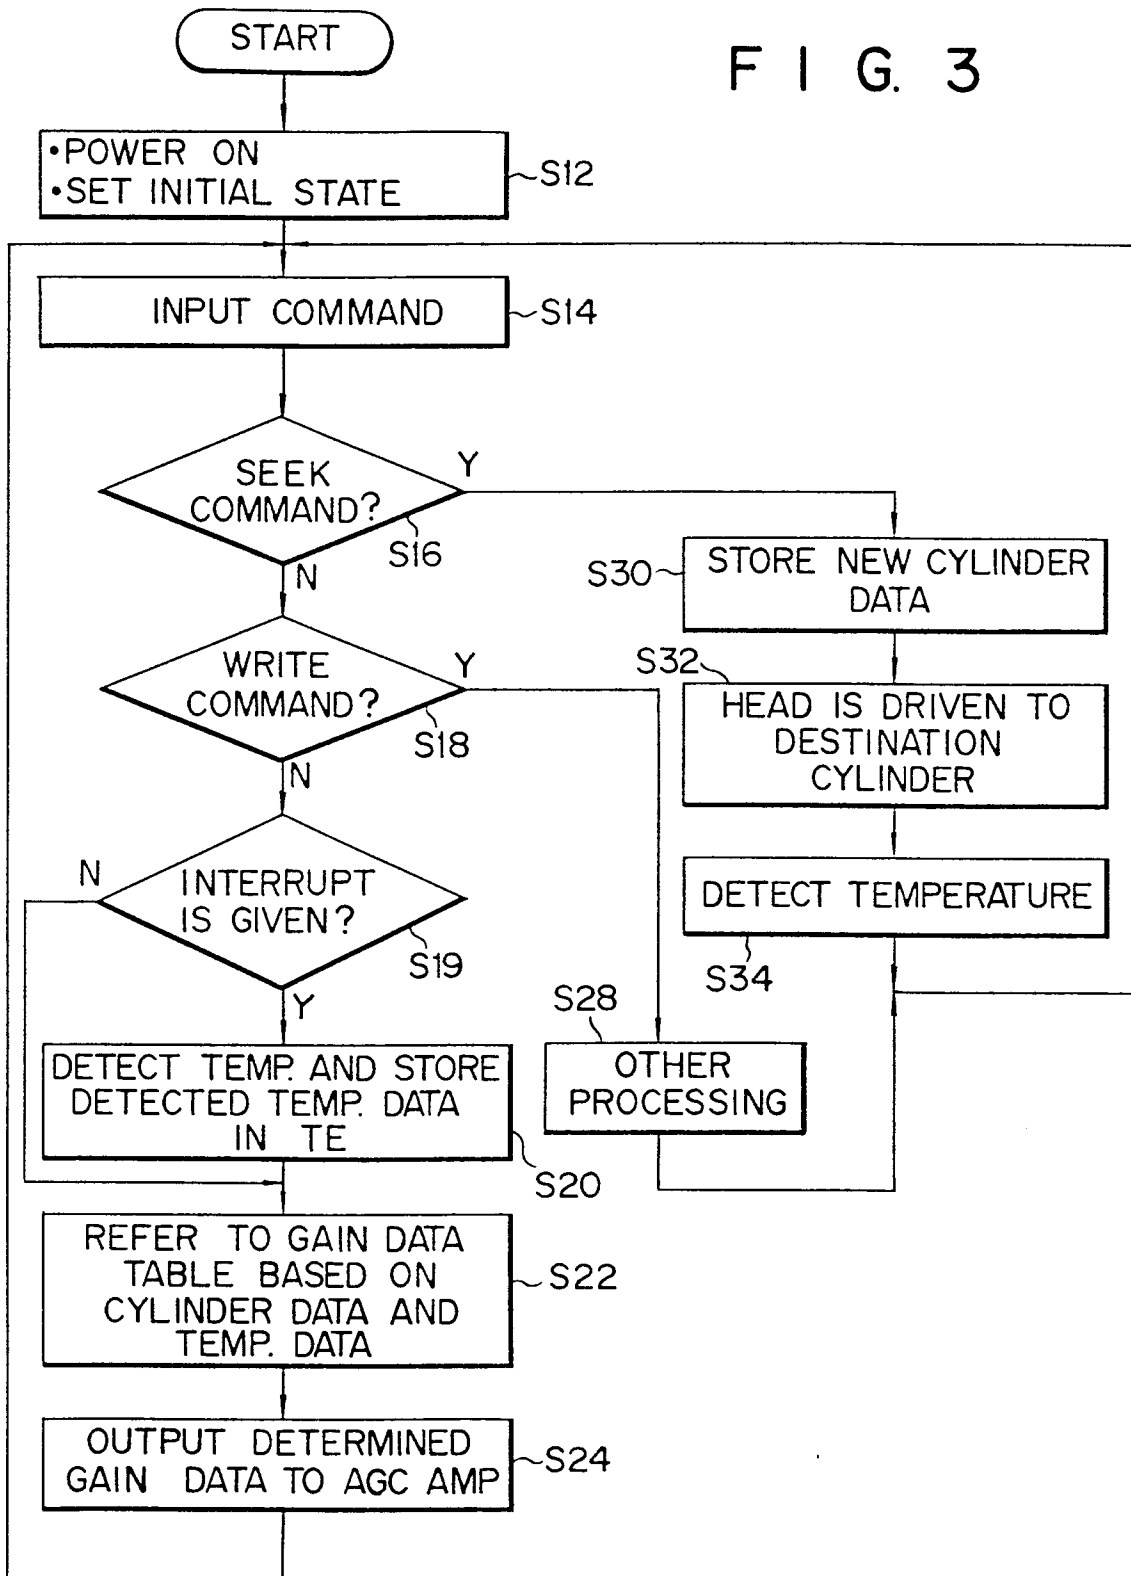 START
F I G. 3
•POWER ON
•SET INITIAL STATE
S12
INPUT COMMAND
S14
SEEK
COMMAND?
Y
S16
N
STORE NEW CYLINDER
DATA
S30
WRITE
COMMAND?
Y
S18
N
S32
HEAD IS DRIVEN TO
DESTINATION
CYLINDER
N
INTERRUPT
IS GIVEN?
S19
Y
DETECT TEMPERATURE
S34
S28
OTHER
PROCESSING
DETECT TEMP. AND STORE
DETECTED TEMP. DATA
IN TE
S20
REFER TO GAIN DATA
TABLE BASED ON
CYLINDER DATA AND
TEMP. DATA
S22
OUTPUT DETERMINED
GAIN DATA TO AGC AMP
S24